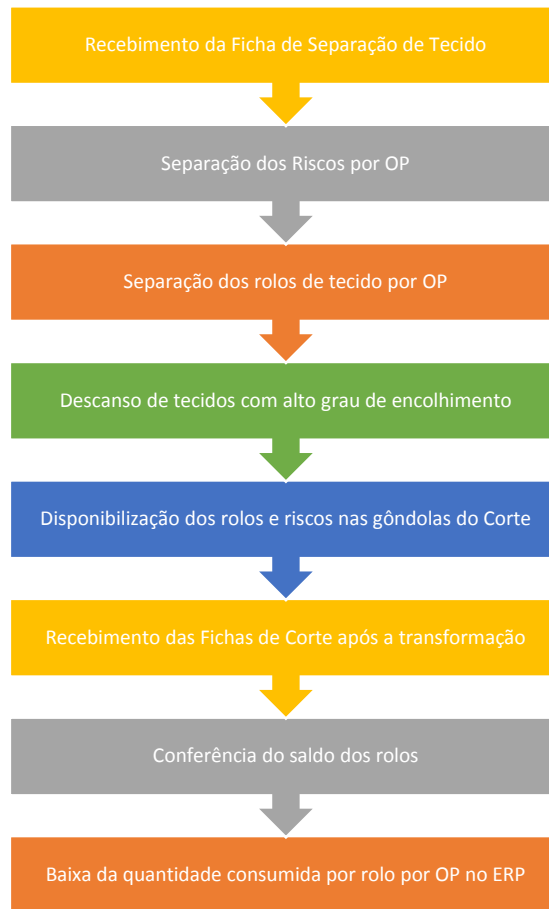 Recebimento da Ficha de Separação de Tecido
Separação dos Riscos por OP
Separação dos rolos de tecido por OP
Descanso de tecidos com alto grau de encolhimento
Disponibilização dos rolos e riscos nas gôndolas do Corte
Recebimento das Fichas de Corte após a transformação
Conferência do saldo dos rolos
Baixa da quantidade consumida por rolo por OP no ERP